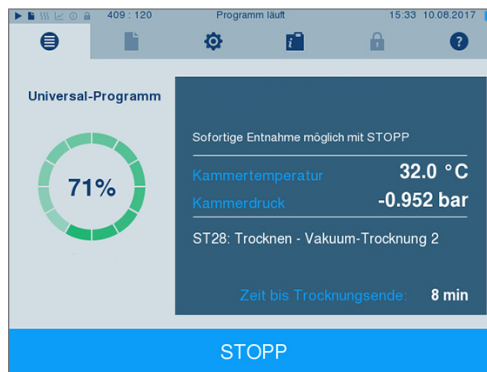 409 : 120 Programm läuft 15:33 10.08.2017
Universal-Programm
71%
Sofortige Entnahme möglich mit STOPP
Kammertemperatur 32.0 °C
Kammerdruck -0.952 bar
ST28: Trocknen - Vakuum-Trocknung 2
Zeit bis Trocknungsende: 8 min
STOPP